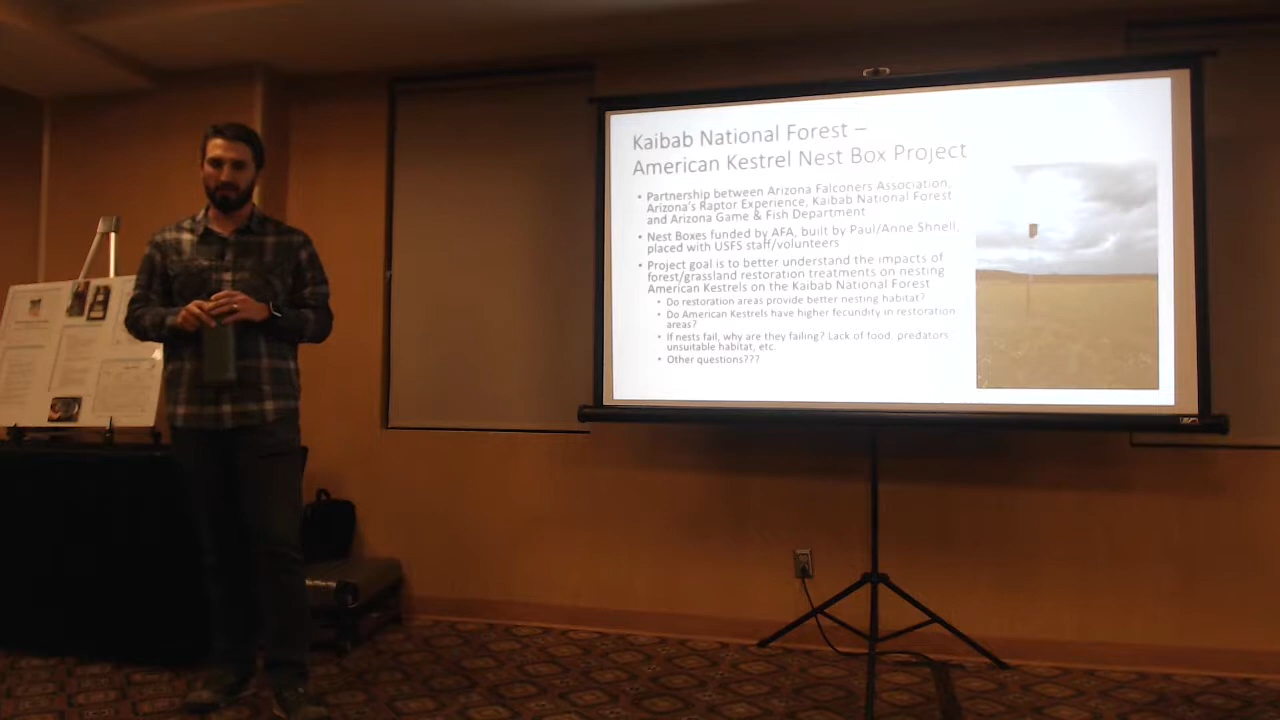 Kaibab National Forest –
American Kestrel Nest Box Project
• Partnership between Arizona Falconers Association,
Arizona's Raptor Experience, Kaibab National Forest
and Arizona Game & Fish Department
• Nest Boxes funded by AFA, built by Paul/Anne Shnell,
placed with USFS staff/volunteers
• Project goal is to better understand the impacts of
forest/grassland restoration treatments on nesting
American Kestrels on the Kaibab National Forest
• Do restoration areas provide better nesting habitat?
• Do American Kestrels have higher fecundity in restoration
areas?
• If nests fail, why are they failing? Lack of food, predators
unsuitable habitat, etc.
• Other questions???